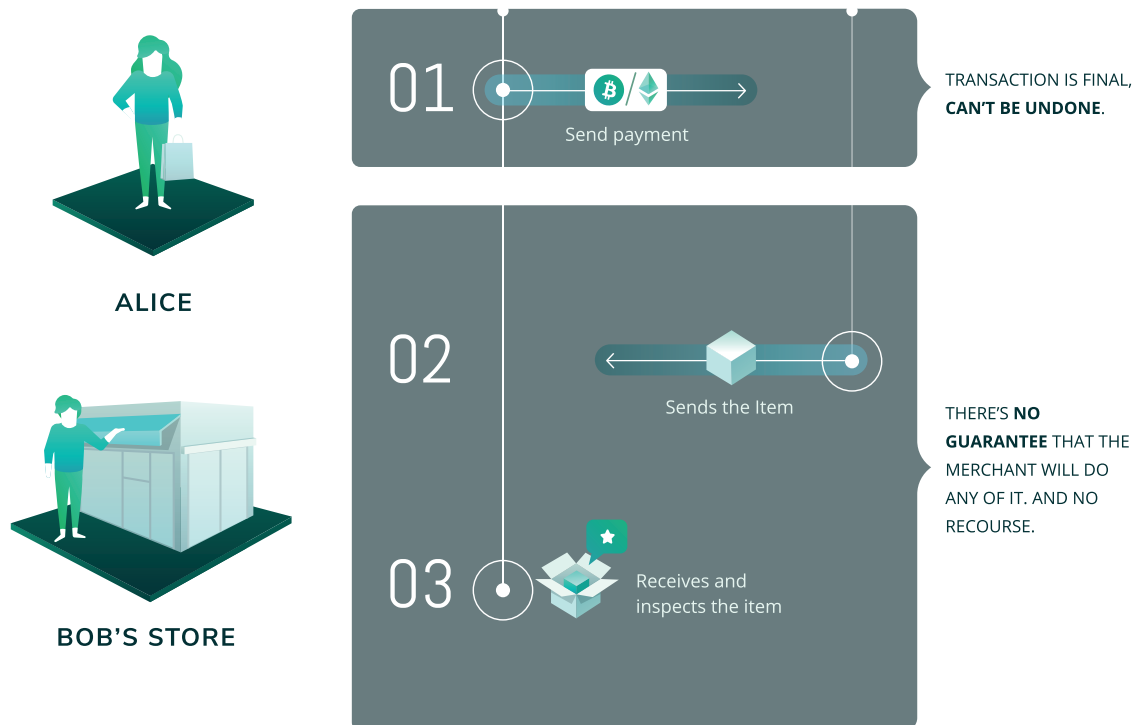 ALICE
BOB’S STORE
01
Send payment
TRANSACTION IS FINAL,
CAN’T BE UNDONE.
02
Sends the Item
03
Receives and
inspects the item
THERE’S NO
GUARANTEE THAT THE
MERCHANT WILL DO
ANY OF IT. AND NO
RECOURSE.